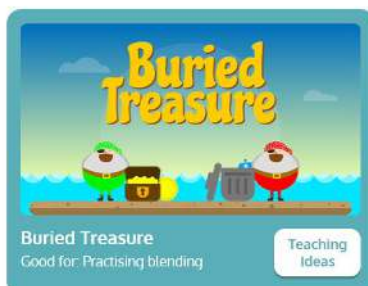 Buried
Treasure
Buried Treasure
Good for: Practising blending
Teaching
Ideas